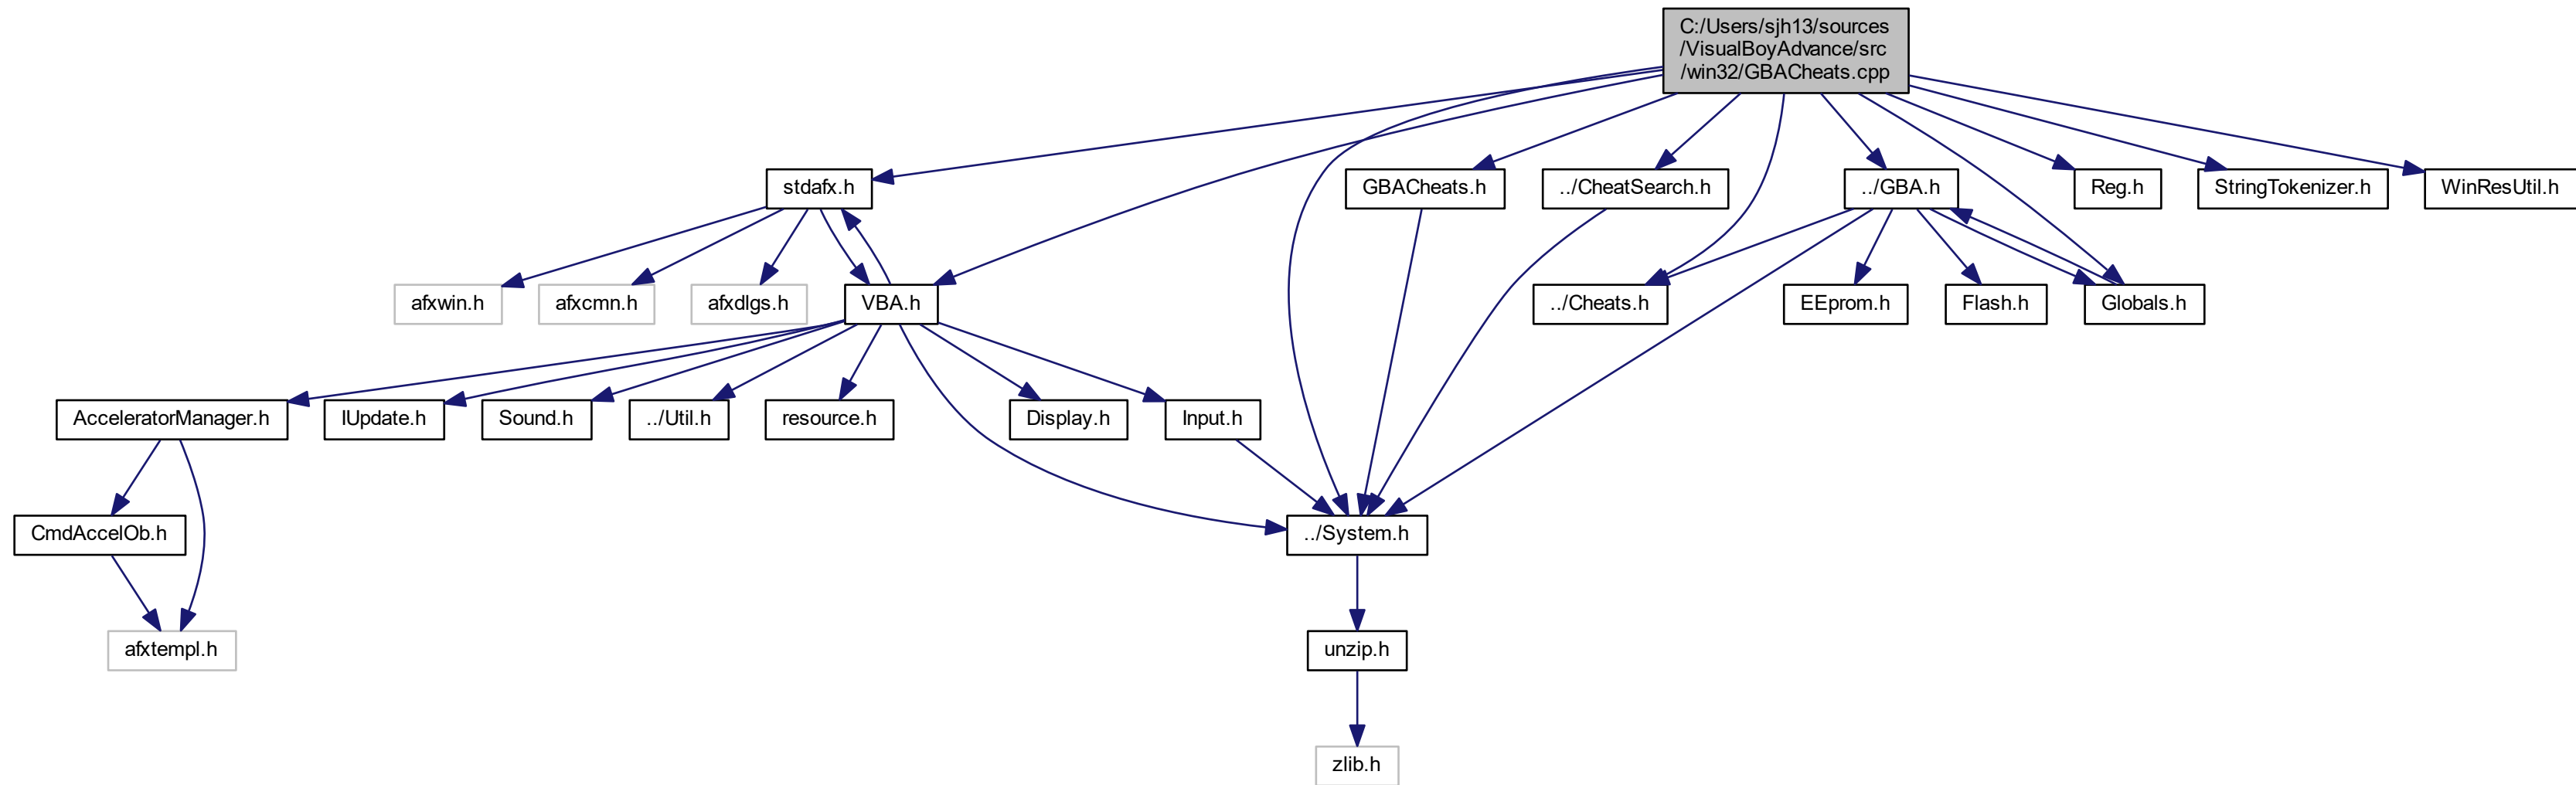 C:/Users/sjh13/sources
/VisualBoyAdvance/src
/win32/GBACheats.cpp
stdafx.h
GBACheats.h
../CheatSearch.h
../GBA.h
Reg.h
StringTokenizer.h
WinResUtil.h
afxwin.h
afxcmn.h
afxdlgs.h
VBA.h
../Cheats.h
EEprom.h
Flash.h
Globals.h
AcceleratorManager.h
IUpdate.h
Sound.h
../Util.h
resource.h
Display.h
Input.h
CmdAccelOb.h
../System.h
afxtempl.h
unzip.h
zlib.h